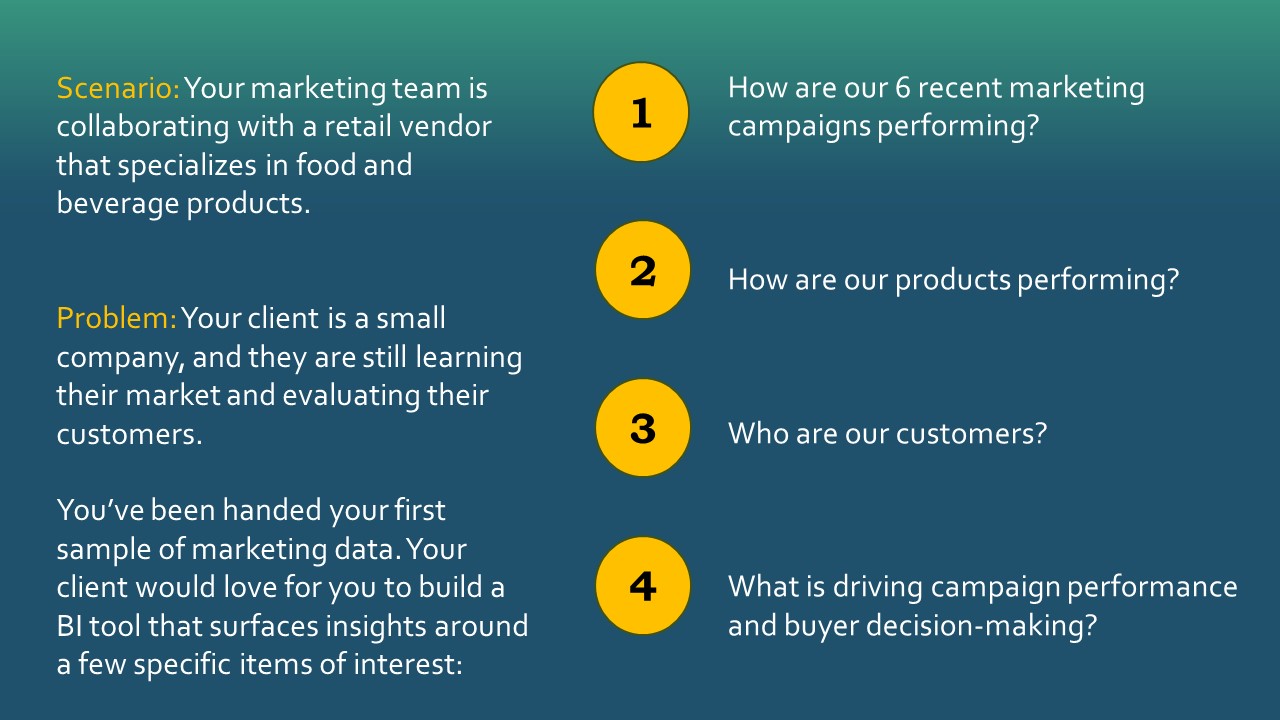 Scenario: Your marketing team is
collaborating with a retail vendor
that specializes in food and
beverage products.
Problem: Your client is a small
company, and they are still learning
their market and evaluating their
customers.
You’ve been handed your first
sample of marketing data. Your
client would love for you to build a
BI tool that surfaces insights around
a few specific items of interest:
1
How are our 6 recent marketing
campaigns performing?
2
How are our products performing?
3
Who are our customers?
4
What is driving campaign performance
and buyer decision-making?